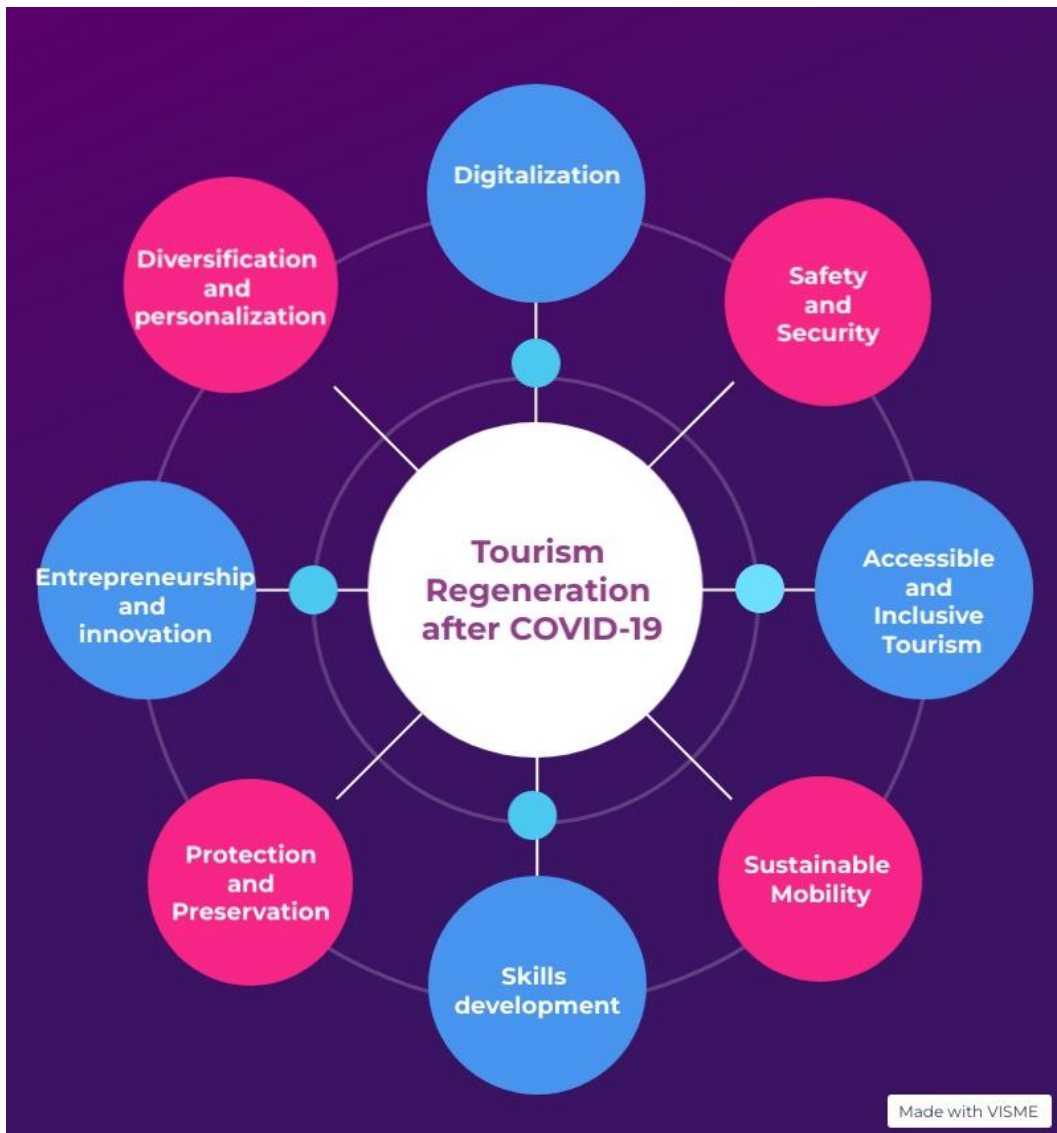 Digitalization
Diversification
and
personalization
Safety
and
Security
Tourism
Regeneration
after COVID-19
Entrepreneurship
and
innovation
Accessible
and
Inclusive
Tourism
Protection
and
Preservation
Sustainable
Mobility
Skills
development
Made with VISME